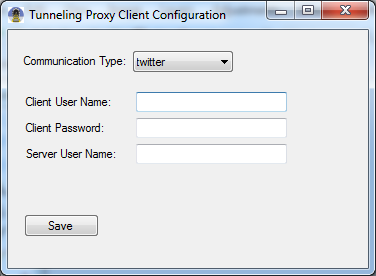 Tunneling Proxy Client Configuration
Communication Type: twitter
Client User Name:
Client Password:
Server User Name:
Save